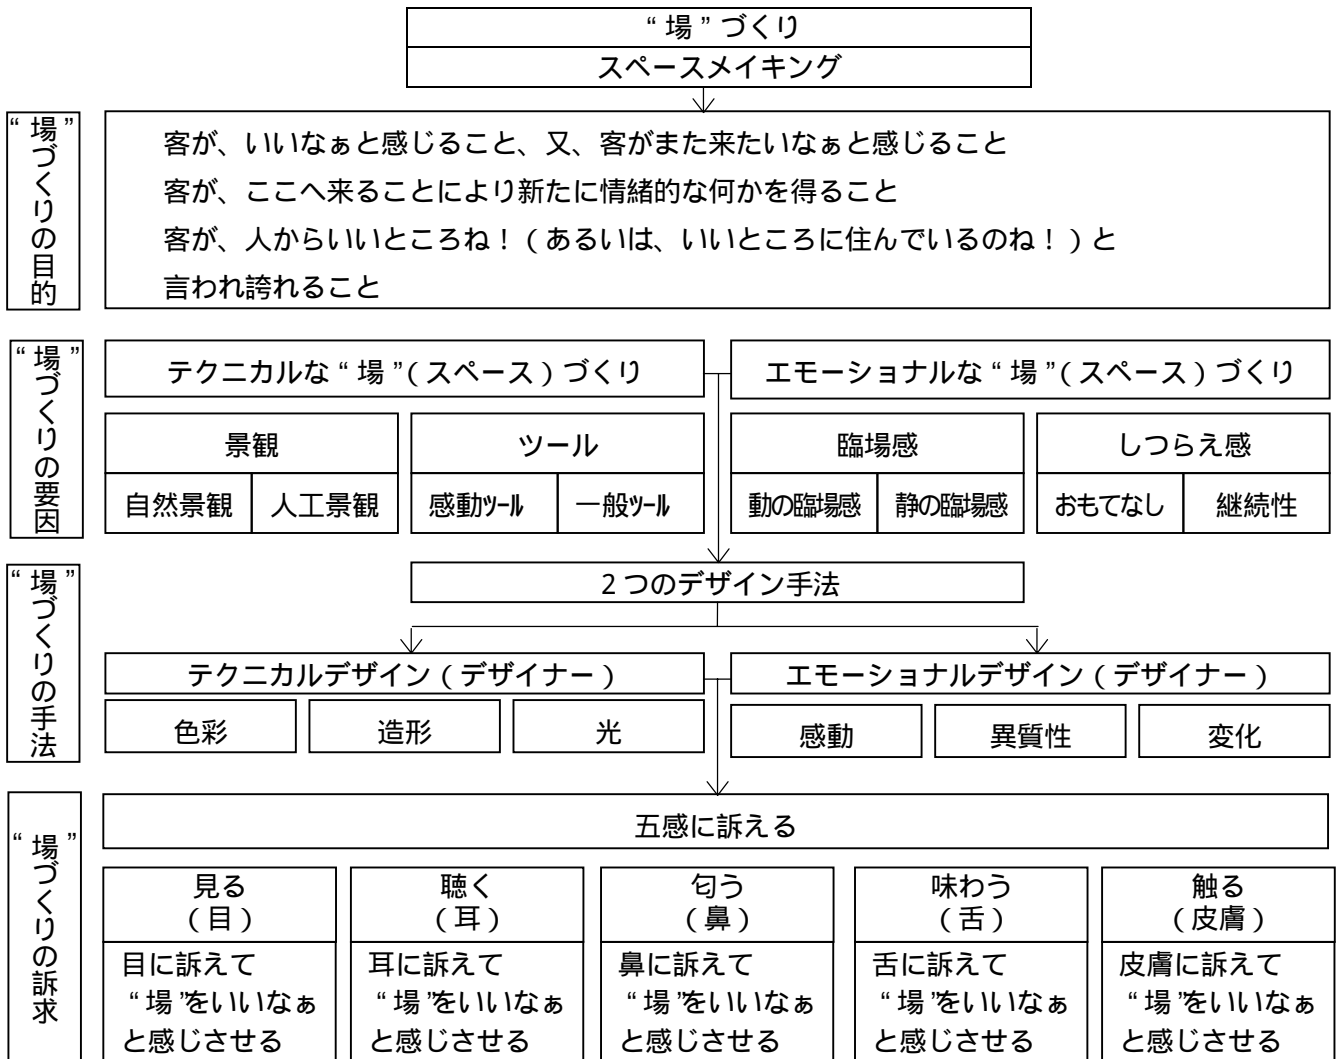 “場”づくり
スペースメイキング
“場”づくりの目的
客が、いいなぁと感じること、又、客がまた来たいなぁと感じること
客が、ここへ来ることにより新たに情緒的な何かを得ること
客が、人からいいところね！（あるいは、いいところに住んでいるのね！）と
言われ誇れること
“場”づくりの要因
テクニカルな“場”（スペース）づくり
エモーショナルな“場”（スペース）づくり
景観
ツール
臨場感
しつらえ感
自然景観
人工景観
感動ﾂｰﾙ
一般ﾂｰﾙ
動の臨場感
静の臨場感
おもてなし
継続性
“場”づくりの手法
２つのデザイン手法
テクニカルデザイン（デザイナー）
エモーショナルデザイン（デザイナー）
色彩
造形
光
感動
異質性
変化
“場”づくりの訴求
五感に訴える
見る
（目）
目に訴えて
“場”をいいなぁ
と感じさせる
聴く
（耳）
耳に訴えて
“場”をいいなぁ
と感じさせる
匂う
（鼻）
鼻に訴えて
“場”をいいなぁ
と感じさせる
味わう
（舌）
舌に訴えて
“場”をいいなぁ
と感じさせる
触る
（皮膚）
皮膚に訴えて
“場”をいいなぁ
と感じさせる